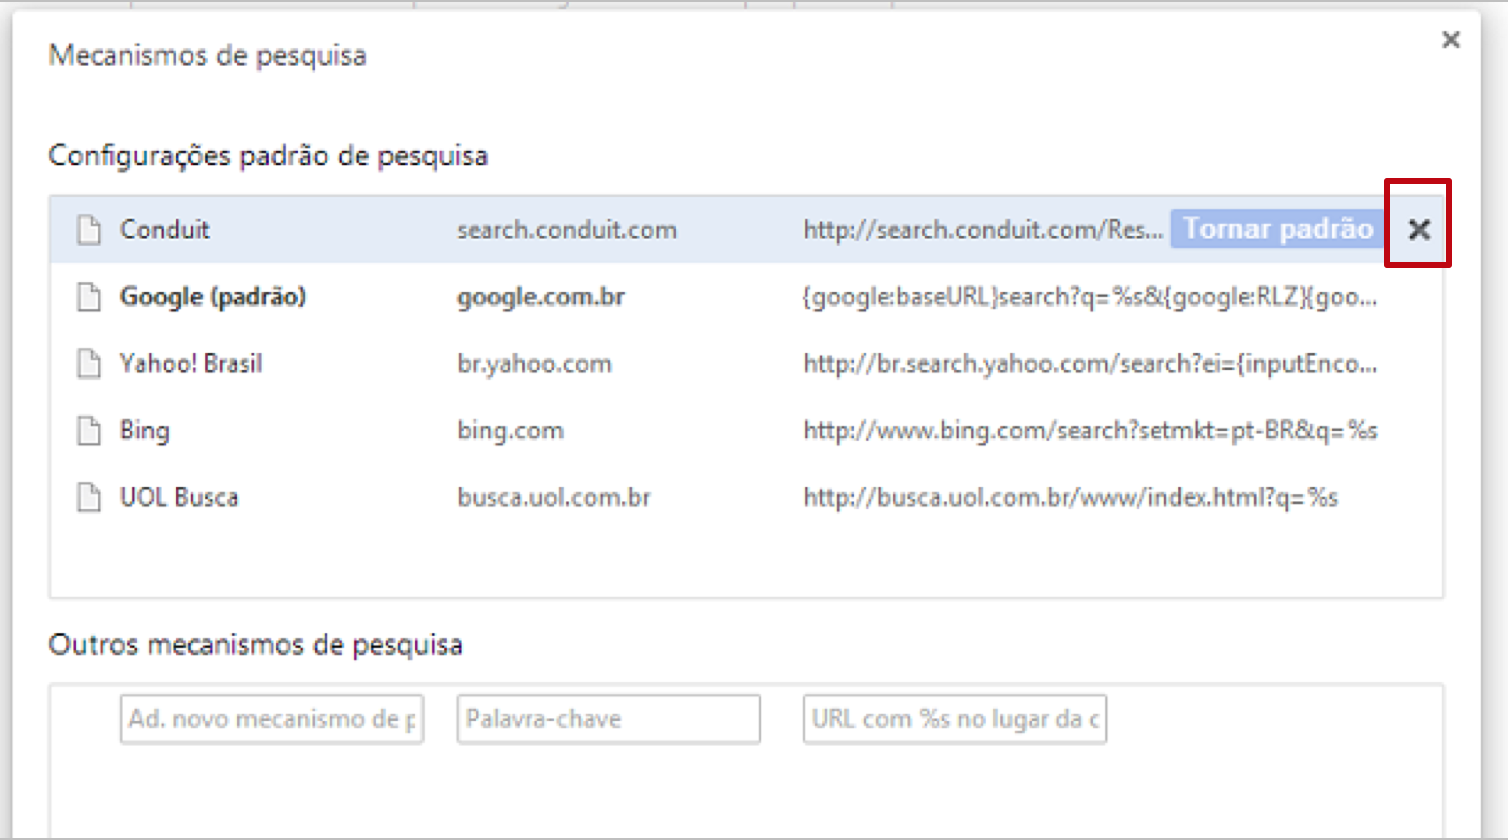 Mecanismos de pesquisa
Configurações padrão de pesquisa
Conduit search.conduit.com http://search.conduit.com/Res... Tornar padrão
Google (padrão) google.com.br {google:baseURL}search?q=%s&{google:RLZ}{goo...
Yahoo! Brasil br.yahoo.com http://br.search.yahoo.com/search?ei={inputEnco...
Bing bing.com http://www.bing.com/search?setmkt=pt-BR&q=%s
UOL Busca busca.uol.com.br http://busca.uol.com.br/www/index.html?q=%s
Outros mecanismos de pesquisa
Ad. novo mecanismo de p Palavra-chave URL com %s no lugar da c